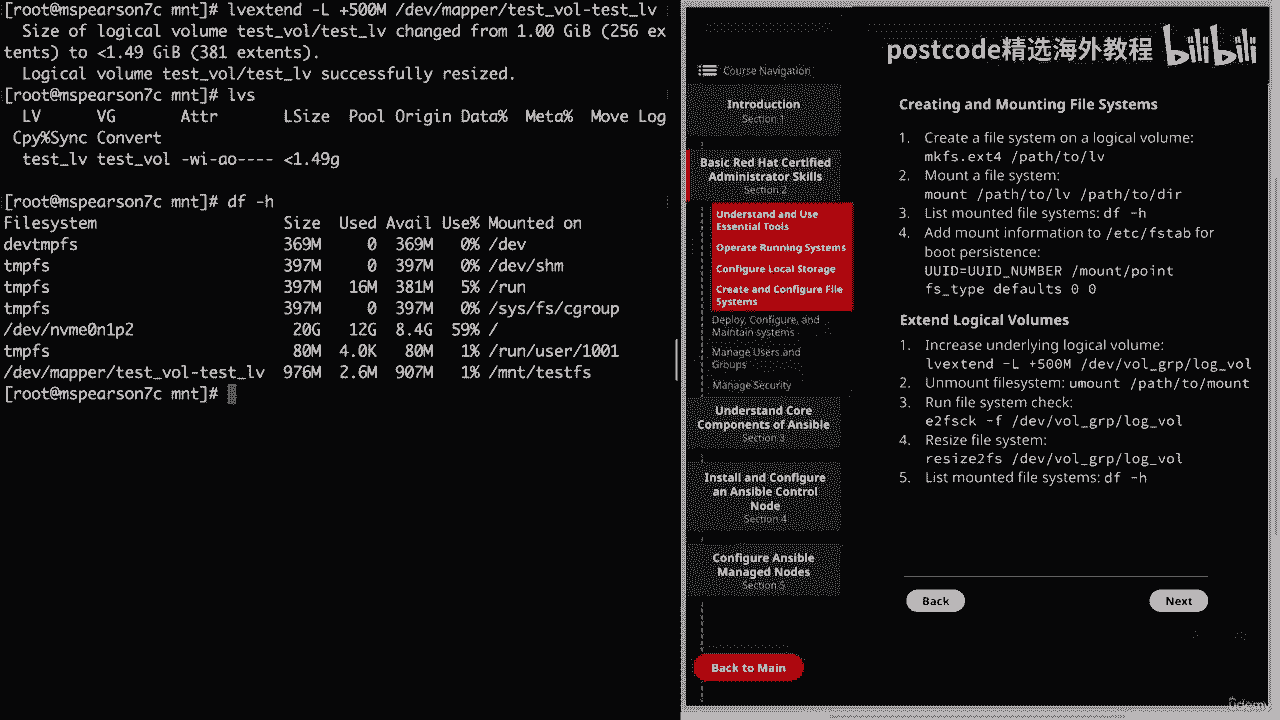 [root@mspearson7c mnt]# lvextend -L +500M /dev/mapper/test_vol-test_lv
  Size of logical volume test_vol/test_lv changed from 1.00 GiB (256 ex
tents) to <1.49 GiB (381 extents).
  Logical volume test_vol/test_lv successfully resized.
[root@mspearson7c mnt]# lvs
  LV      VG       Attr       LSize  Pool Origin Data%  Meta%  Move Log
 Cpy%Sync Convert
  test_lv test_vol -wi-ao---- <1.49g
[root@mspearson7c mnt]# df -h
Filesystem                    Size  Used Avail Use% Mounted on
devtmpfs                      369M     0  369M   0% /dev
tmpfs                         397M     0  397M   0% /dev/shm
tmpfs                         397M   16M  381M   5% /run
tmpfs                         397M     0  397M   0% /sys/fs/cgroup
/dev/nvme0n1p2                 20G   12G  8.4G  59% /
tmpfs                          80M  4.0K   80M   1% /run/user/1001
/dev/mapper/test_vol-test_lv  976M  2.6M  907M   1% /mnt/testfs
[root@mspearson7c mnt]#
postcode精选海外教程 bilibili
Course Navigation
Introduction
Section 1
Basic Red Hat Certified
Administrator Skills
Section 2
Understand and Use
Essential Tools
Operate Running Systems
Configure Local Storage
Create and Configure File
Systems
Deploy, Configure, and
Maintain systems
Manage Users and
Groups
Manage Security
Understand Core
Components of Ansible
Section 3
Install and Configure
an Ansible Control
Node
Section 4
Configure Ansible
Managed Nodes
Section 5
Back to Main
Creating and Mounting File Systems
1. Create a file system on a logical volume:
mkfs.ext4 /path/to/lv
2. Mount a file system:
mount /path/to/lv /path/to/dir
3. List mounted file systems: df -h
4. Add mount information to /etc/fstab for
boot persistence:
UUID=UUID_NUMBER /mount/point
fs_type defaults 0 0
Extend Logical Volumes
1. Increase underlying logical volume:
lvextend -L +500M /dev/vol_grp/log_vol
2. Unmount filesystem: umount /path/to/mount
3. Run file system check:
e2fsck -f /dev/vol_grp/log_vol
4. Resize file system:
resize2fs /dev/vol_grp/log_vol
5. List mounted file systems: df -h
Back
Next
ûdemy